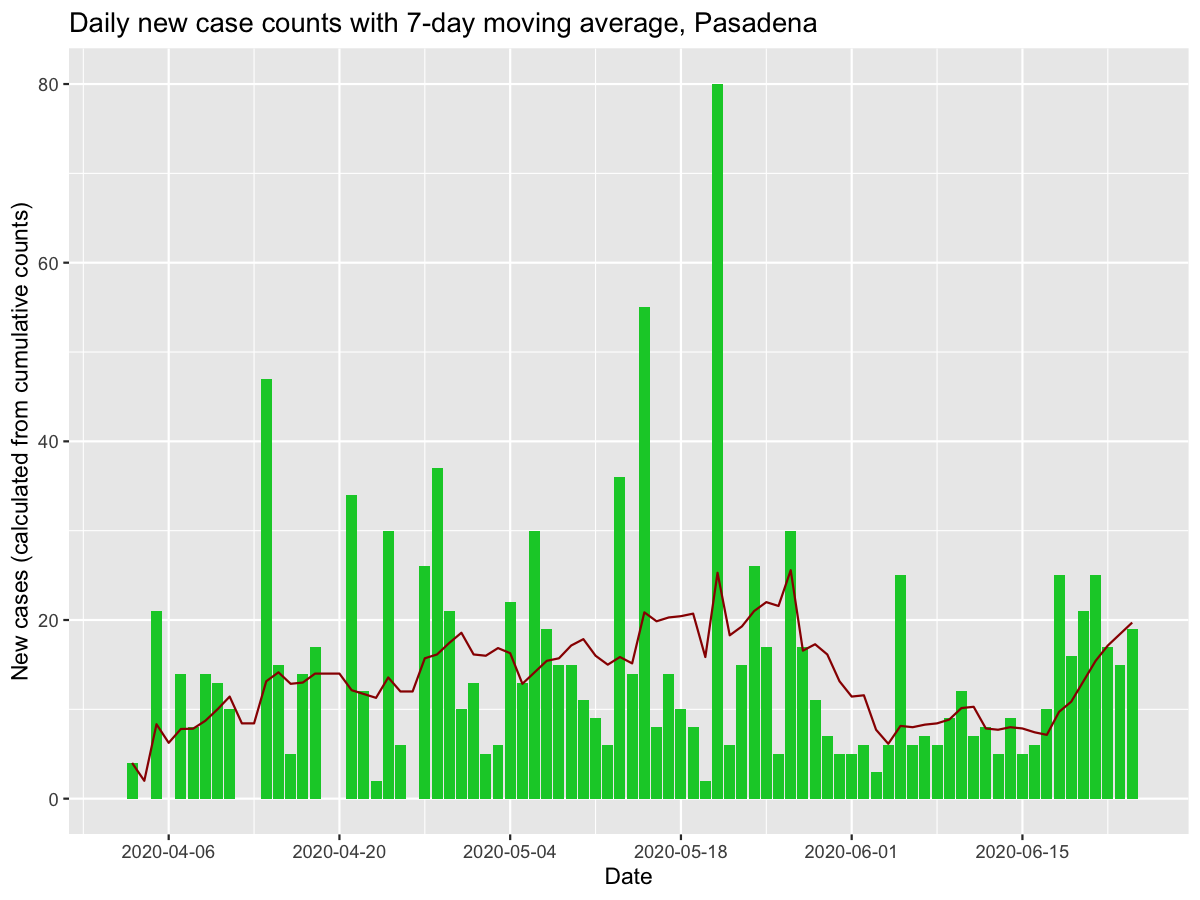 Daily new case counts with 7-day moving average, Pasadena
New cases (calculated from cumulative counts)
80
60
40
20
0
2020-04-06 2020-04-20 2020-05-04 2020-05-18 2020-06-01 2020-06-15
Date